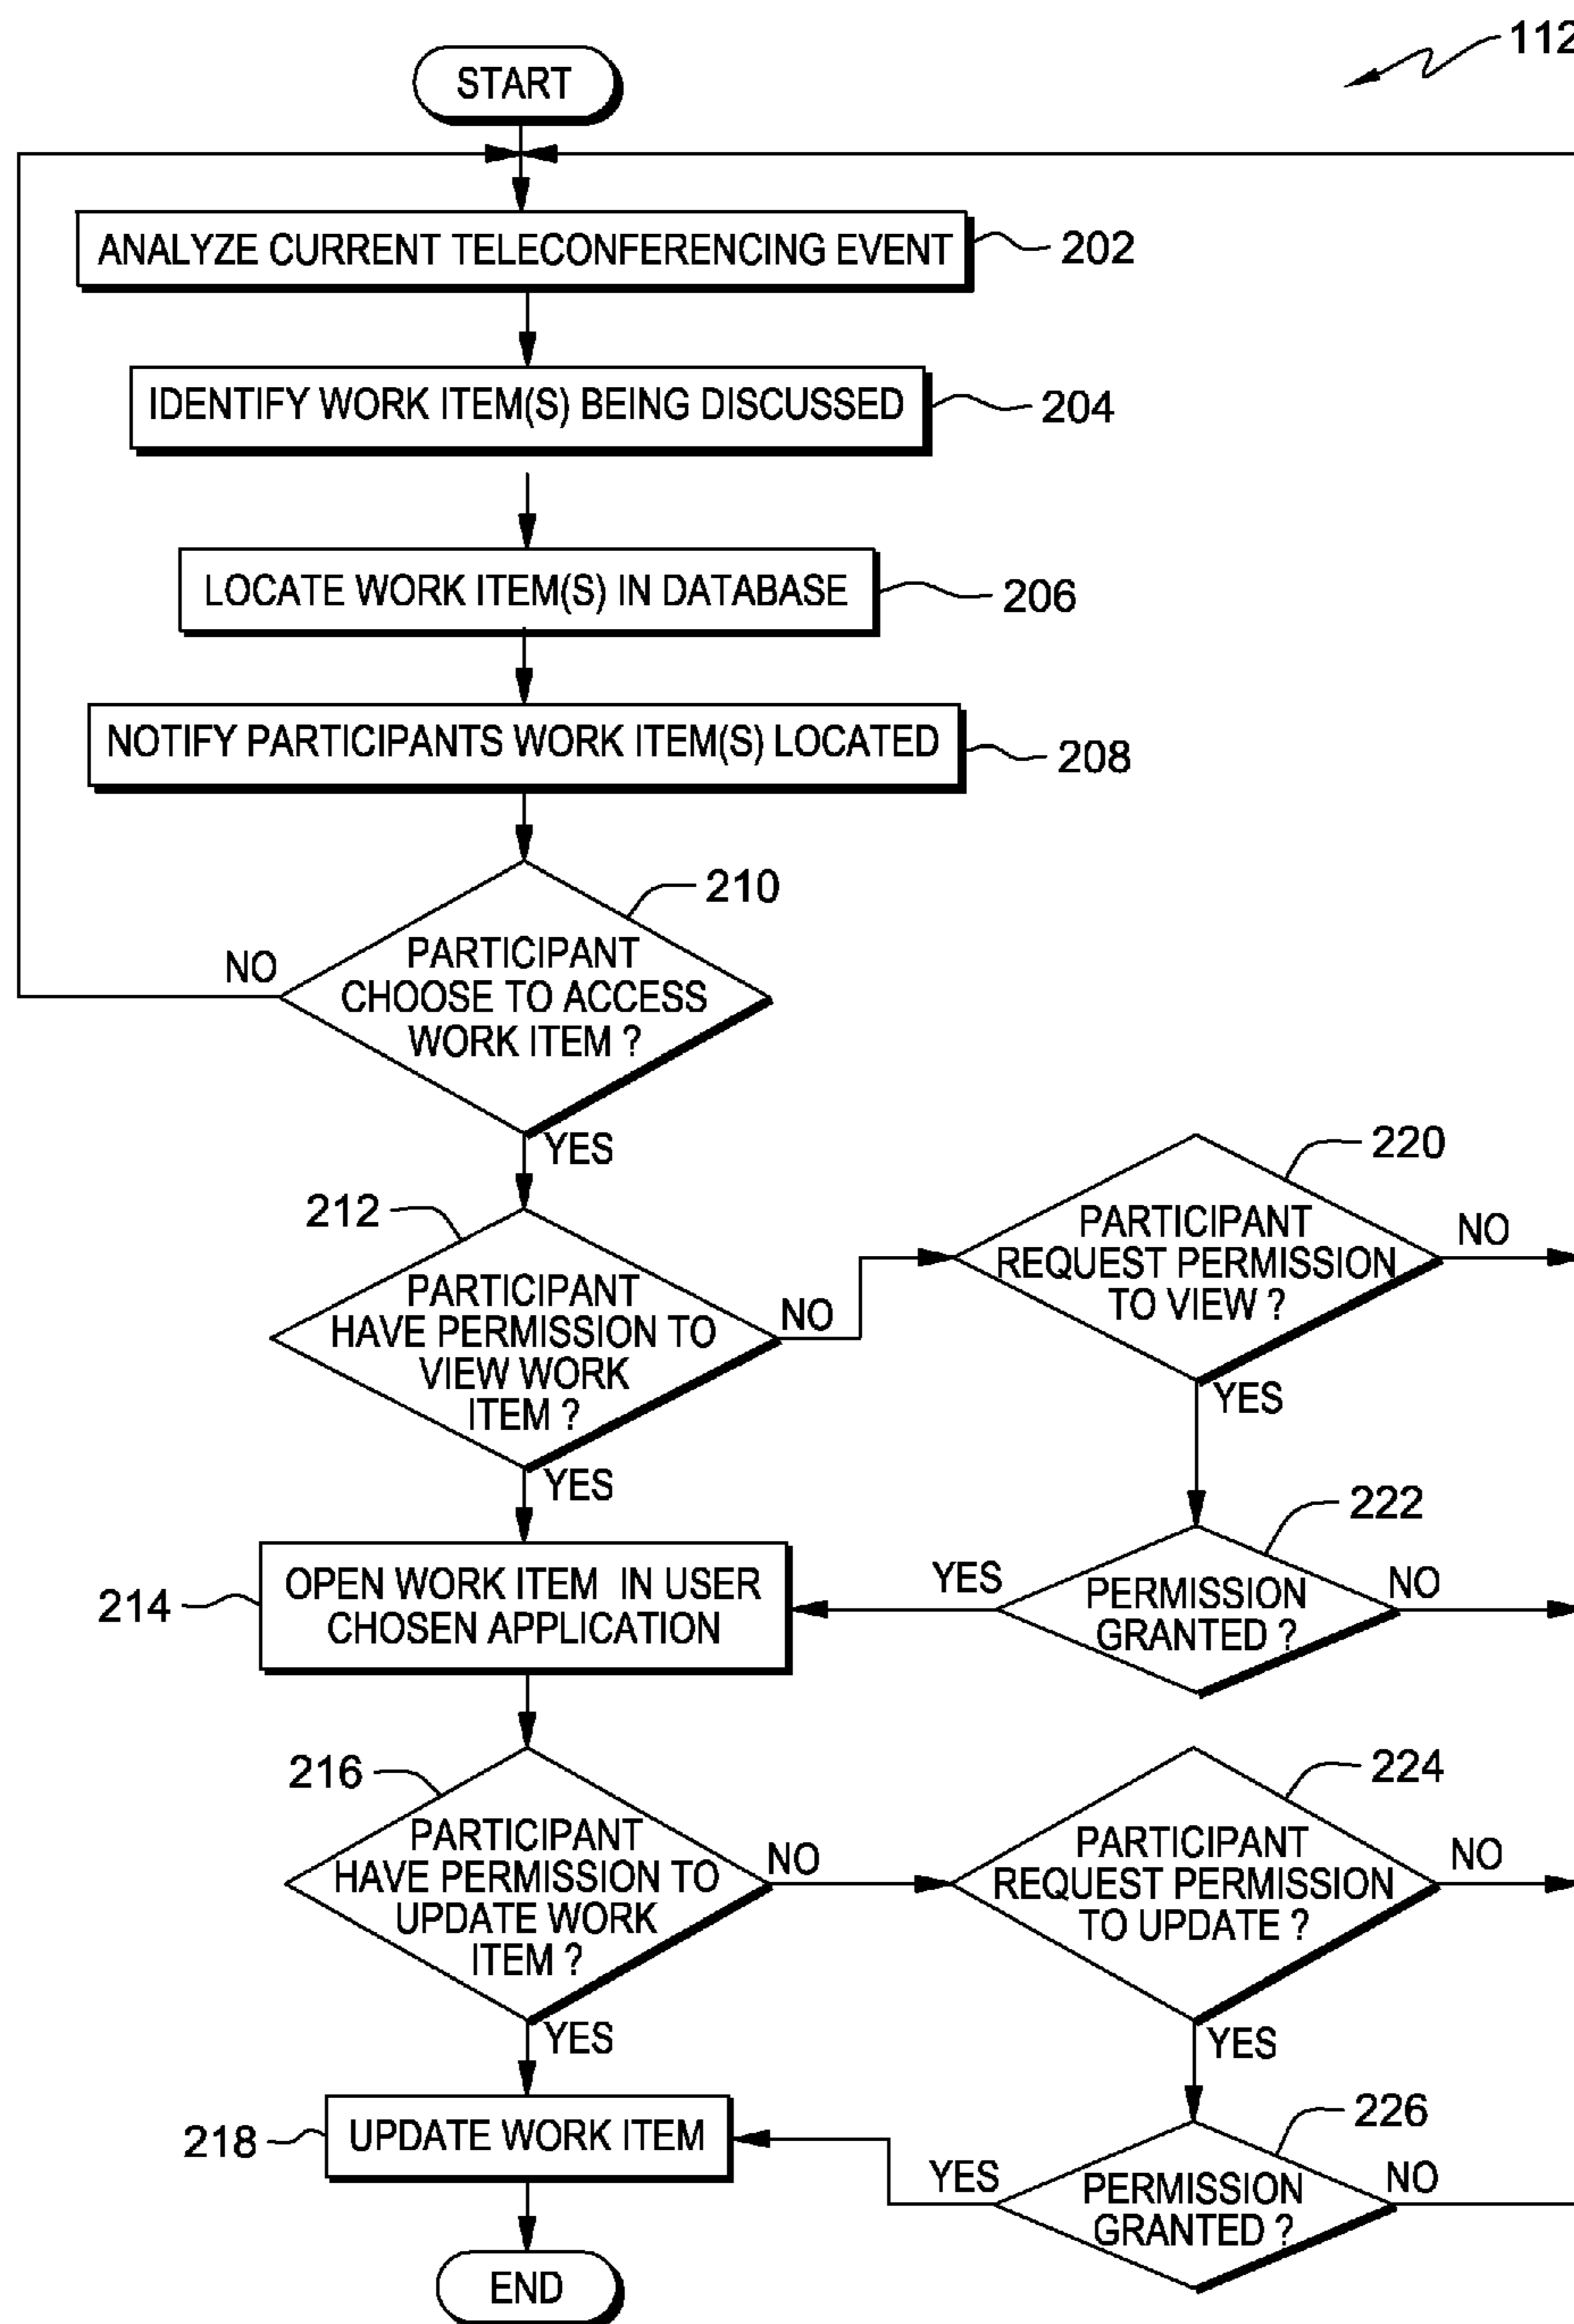 112
START
ANALYZE CURRENT TELECONFERENCING EVENT
202
IDENTIFY WORK ITEM(S) BEING DISCUSSED
204
LOCATE WORK ITEM(S) IN DATABASE
206
NOTIFY PARTICIPANTS WORK ITEM(S) LOCATED
208
210
NO
PARTICIPANT
CHOOSE TO ACCESS
WORK ITEM ?
YES
212
PARTICIPANT
HAVE PERMISSION TO
VIEW WORK
ITEM ?
NO
YES
220
PARTICIPANT
REQUEST PERMISSION
TO VIEW ?
NO
YES
214
OPEN WORK ITEM IN USER
CHOSEN APPLICATION
222
YES
PERMISSION
GRANTED ?
NO
216
PARTICIPANT
HAVE PERMISSION TO
UPDATE WORK
ITEM ?
NO
YES
224
PARTICIPANT
REQUEST PERMISSION
TO UPDATE ?
NO
YES
218
UPDATE WORK ITEM
226
YES
PERMISSION
GRANTED ?
NO
END